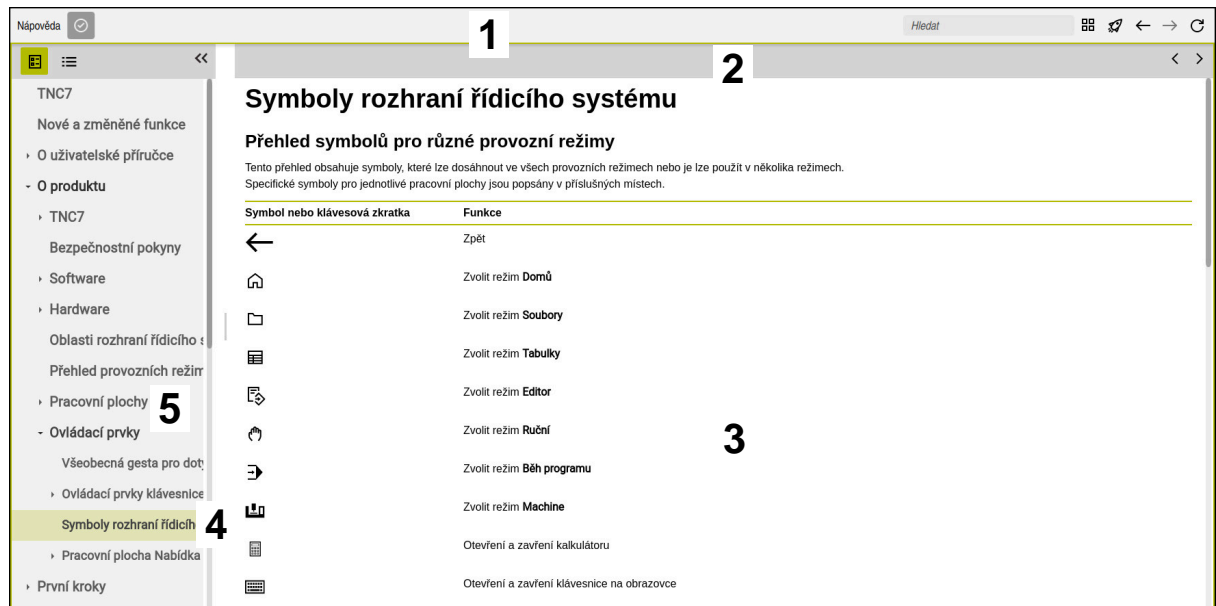 Nápověda
1
Hledat
2
TNC7
Nové a změněné funkce
O uživatelské příručce
O produktu
TNC7
Bezpečnostní pokyny
Software
Hardware
Oblasti rozhraní řídicího s
Přehled provozních režim
Pracovní plochy
5
Ovládací prvky
Všeobecná gesta pro doty
Ovládací prvky klávesnice
Symboly rozhraní řídicíh
4
Pracovní plocha Nabídka
První kroky
Symboly rozhraní řídicího systému
Přehled symbolů pro různé provozní režimy
Tento přehled obsahuje symboly, které lze dosáhnout ve všech provozních režimech nebo je lze použít v několika režimech.
Specifické symboly pro jednotlivé pracovní plochy jsou popsány v příslušných místech.
Symbol nebo klávesová zkratka Funkce
Zpět
Zvolit režim Domů
Zvolit režim Soubory
Zvolit režim Tabulky
Zvolit režim Editor
Zvolit režim Ruční
3
Zvolit režim Běh programu
Zvolit režim Machine
Otevření a zavření kalkulátoru
Otevření a zavření klávesnice na obrazovce